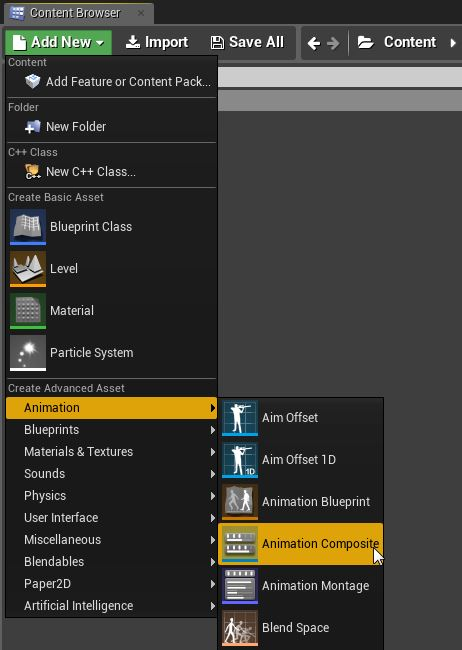 Content Browser
Add New Import Save All Content
Content
Add Feature or Content Pack...
Folder
New Folder
C++ Class
C++
New C++ Class...
Create Basic Asset
Blueprint Class
Level
Material
Particle System
Create Advanced Asset
Animation
Blueprints
Materials & Textures
Sounds
Physics
User Interface
Miscellaneous
Blendables
Paper2D
Artificial Intelligence
Aim Offset
Aim Offset 1D
1D
Animation Blueprint
Animation Composite
Animation Montage
Blend Space